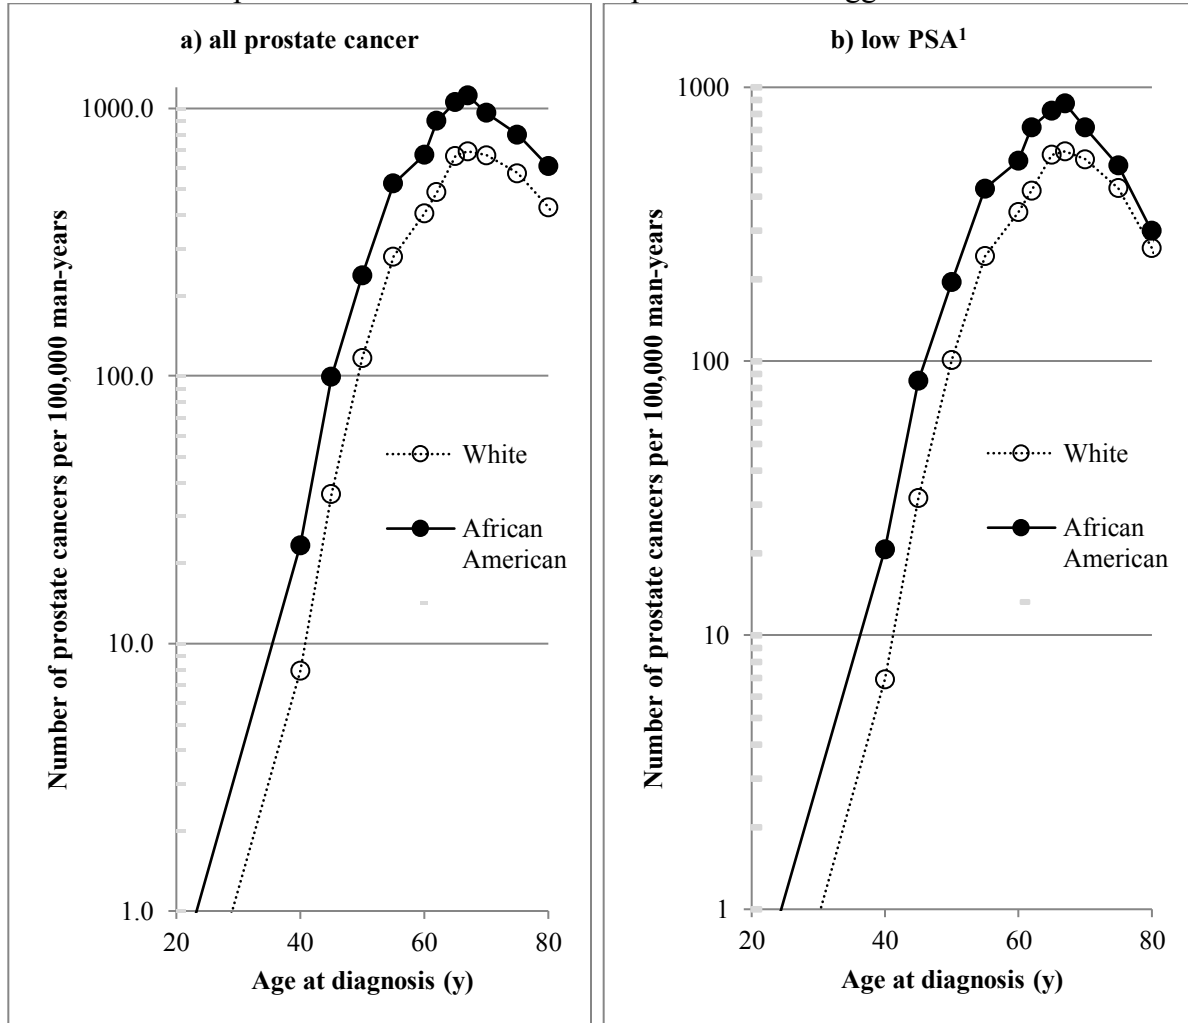 a) all prostate cancer
Number of prostate cancers per 100,000 man-years
1000.0
100.0
10.0
1.0
White
African
American
20 40 60 80
Age at diagnosis (y)
b) low PSA¹
Number of prostate cancers per 100,000 man-years
1000
100
10
1
White
African
American
20 40 60 80
Age at diagnosis (y)